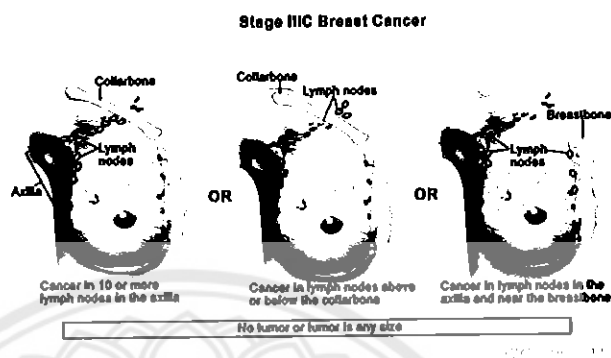 Stage IIIC Breast Cancer
Collarbone
Lymph nodes
Axilla
OR
Cancer in 10 or more
lymph nodes in the axilla
Collarbone
Lymph nodes
OR
Cancer in lymph nodes above
or below the collarbone
Breastbone
Lymph nodes
Cancer in lymph nodes in the
axilla and near the breastbone
No tumor or tumor is any size